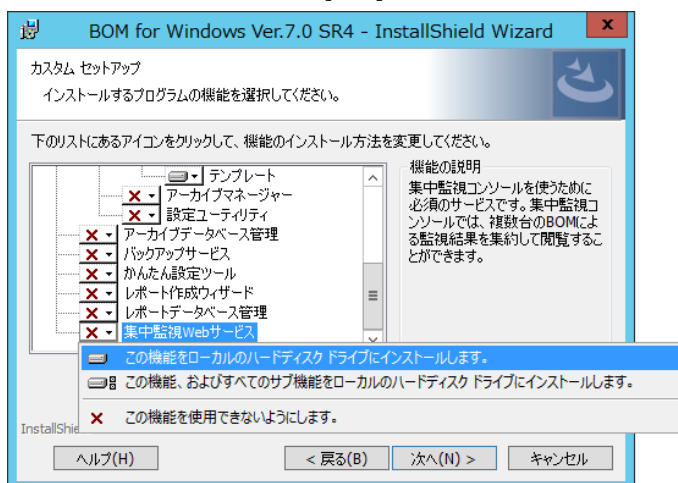 BOM for Windows Ver.7.0 SR4 - InstallShield Wizard
カスタム セットアップ
インストールするプログラムの機能を選択してください。
下のリストにあるアイコンをクリックして、機能のインストール方法を変更してください。
テンプレート
アーカイブマネージャー
設定ユーティリティ
アーカイブデータベース管理
バックアップサービス
かんたん設定ツール
レポート作成ウィザード
レポートデータベース管理
集中監視Webサービス
機能の説明
集中監視コンソールを使うために
必須のサービスです。集中監視コ
ンソールでは、複数台のBOMによ
る監視結果を集約して閲覧するこ
とができます。
この機能をローカルのハードディスク ドライブにインストールします。
この機能、およびすべてのサブ機能をローカルのハードディスク ドライブにインストールします。
この機能を使用できないようにします。
InstallShie
ヘルプ(H)
< 戻る(B)
次へ(N) >
キャンセル